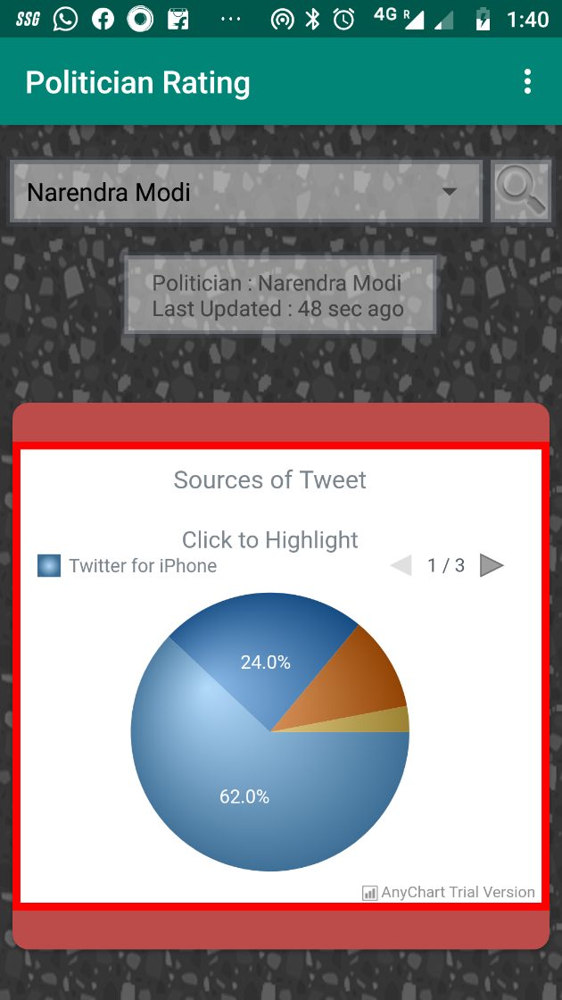 SSG 4G R 1:40
Politician Rating
Narendra Modi
Politician : Narendra Modi
Last Updated : 48 sec ago
Sources of Tweet
Click to Highlight
Twitter for iPhone 1 / 3
24.0%
62.0%
AnyChart Trial Version